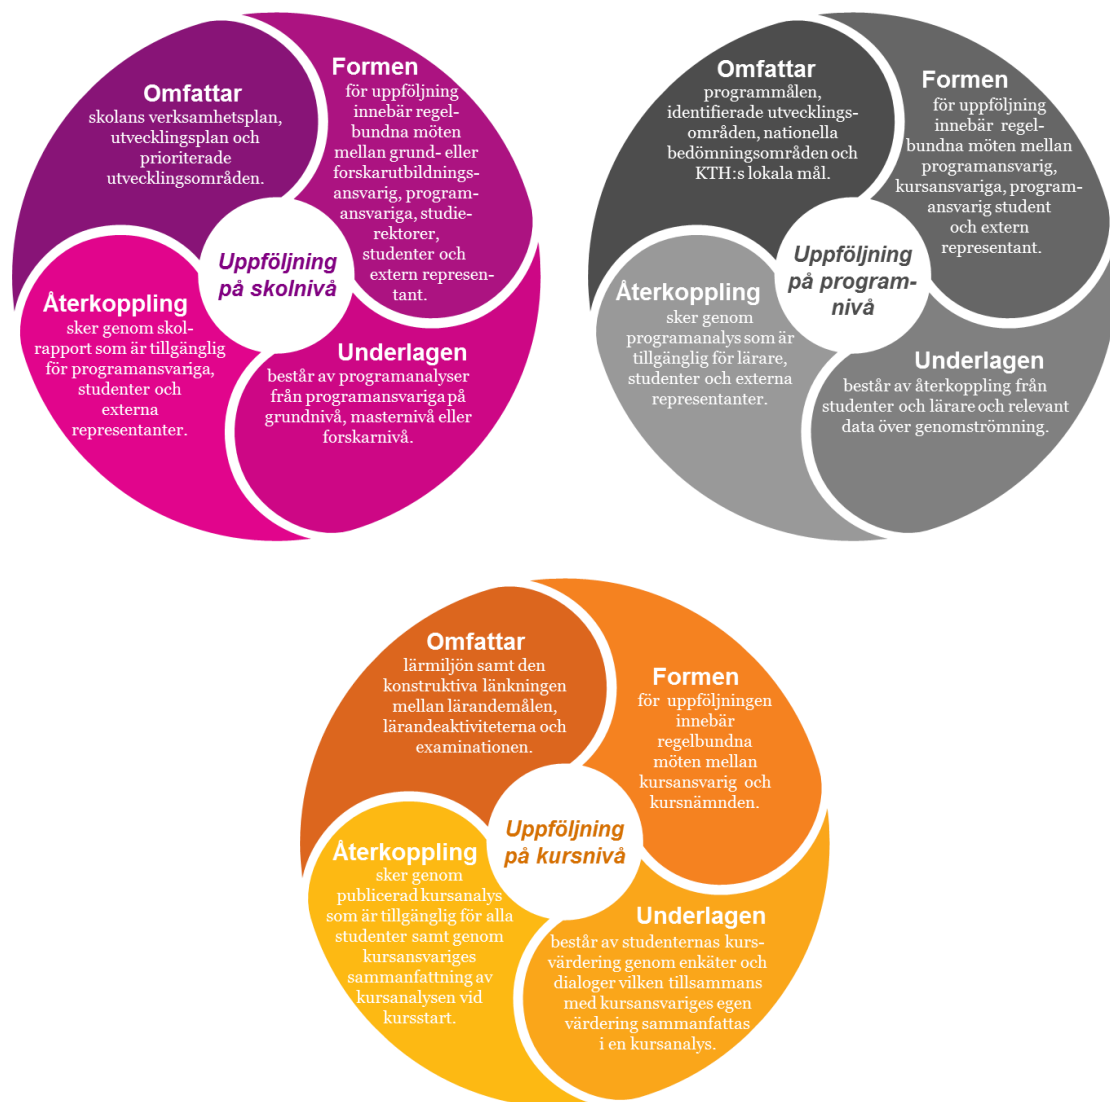 Omfattar
skolans verksamhetsplan,
utvecklingsplan och
prioriterade
utvecklingsområden.
Formen
för uppföljning
innebär regel-
bundna möten
mellan grund- eller
forskarutbildnings-
ansvarig, program-
ansvariga, studie-
rektorer,
studenter och
extern represen-
tant.
Uppföljning
på skolnivå
Återkoppling
sker genom skol-
rapport som är tillgänglig
för programansvariga,
studenter och
externa
representanter.
Underlagen
består av programanalyser
från programansvariga på
grundnivå, masternivå eller
forskarnivå.
Omfattar
programmålen,
identifierade utvecklings-
områden, nationella
bedömningsområden och
KTH:s lokala mål.
Formen
för uppföljning
innebär regel-
bundna möten mellan
programansvarig,
kursansvariga, program-
ansvarig student
och extern
representant.
Uppföljning
på program-
nivå
Återkoppling
sker genom
programanalys som är
tillgänglig för lärare,
studenter och externa
representanter.
Underlagen
består av återkoppling från
studenter och lärare och relevant
data över genomströmning.
Omfattar
lärmiljön samt den
konstruktiva länkningen
mellan lärandemålen,
lärandeaktiviteterna och
examinationen.
Formen
för uppföljningen
innebär
regelbundna
möten mellan
kursansvarig och
kursnämnden.
Uppföljning
på kursnivå
Återkoppling
sker genom
publicerad kursanalys
som är tillgänglig för alla
studenter samt genom
kursansvariges
sammanfattning av
kursanalysen vid
kursstart.
Underlagen
består av studenternas kurs-
värdering genom enkäter och
dialoger vilken tillsammans
med kursansvariges egen
värdering sammanfattas
i en kursanalys.